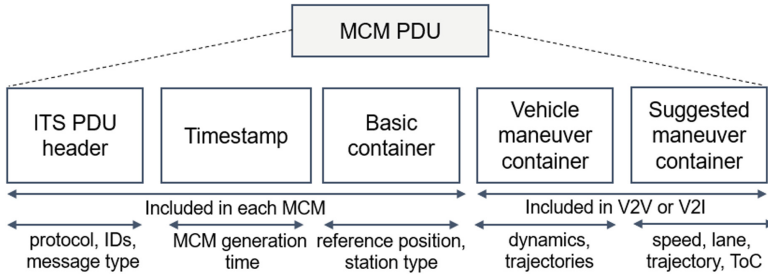 MCM PDU
ITS PDU
header
Timestamp
Basic
container
Vehicle
maneuver
container
Suggested
maneuver
container
Included in each MCM
Included in V2V or V2I
protocol, IDs,
message type
MCM generation
time
reference position,
station type
dynamics,
trajectories
speed, lane,
trajectory, ToC